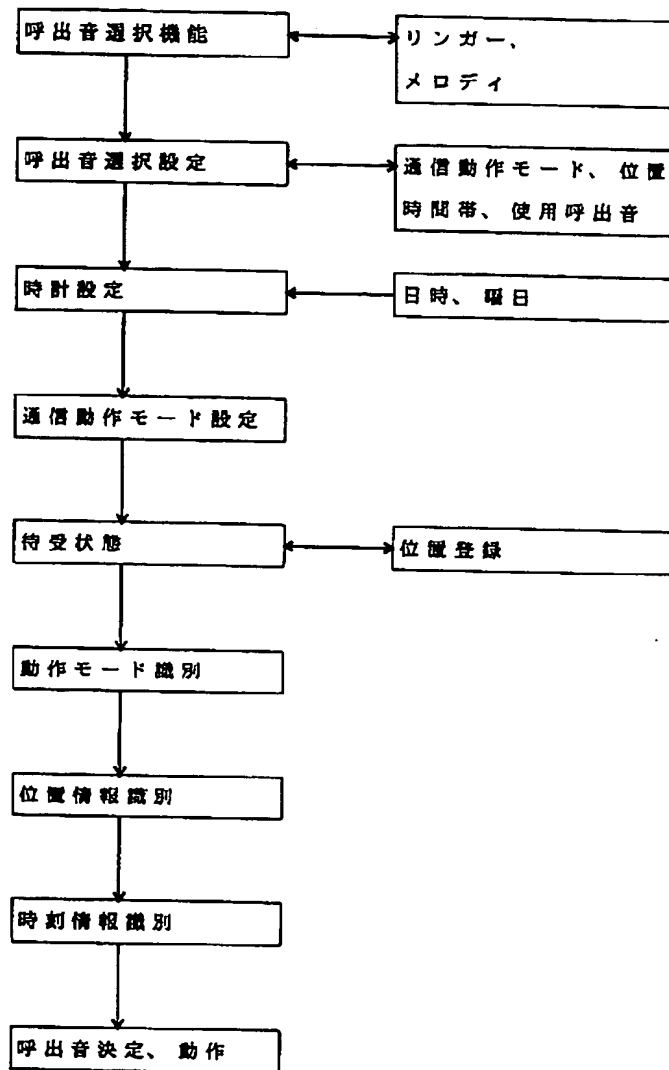 呼出音選択機能
リンガー、
メロディ
呼出音選択設定
通信動作モード、位置
時間帯、使用呼出音
時計設定
日時、曜日
通信動作モード設定
待受状態
位置登録
動作モード識別
位置情報識別
時刻情報識別
呼出音決定、動作